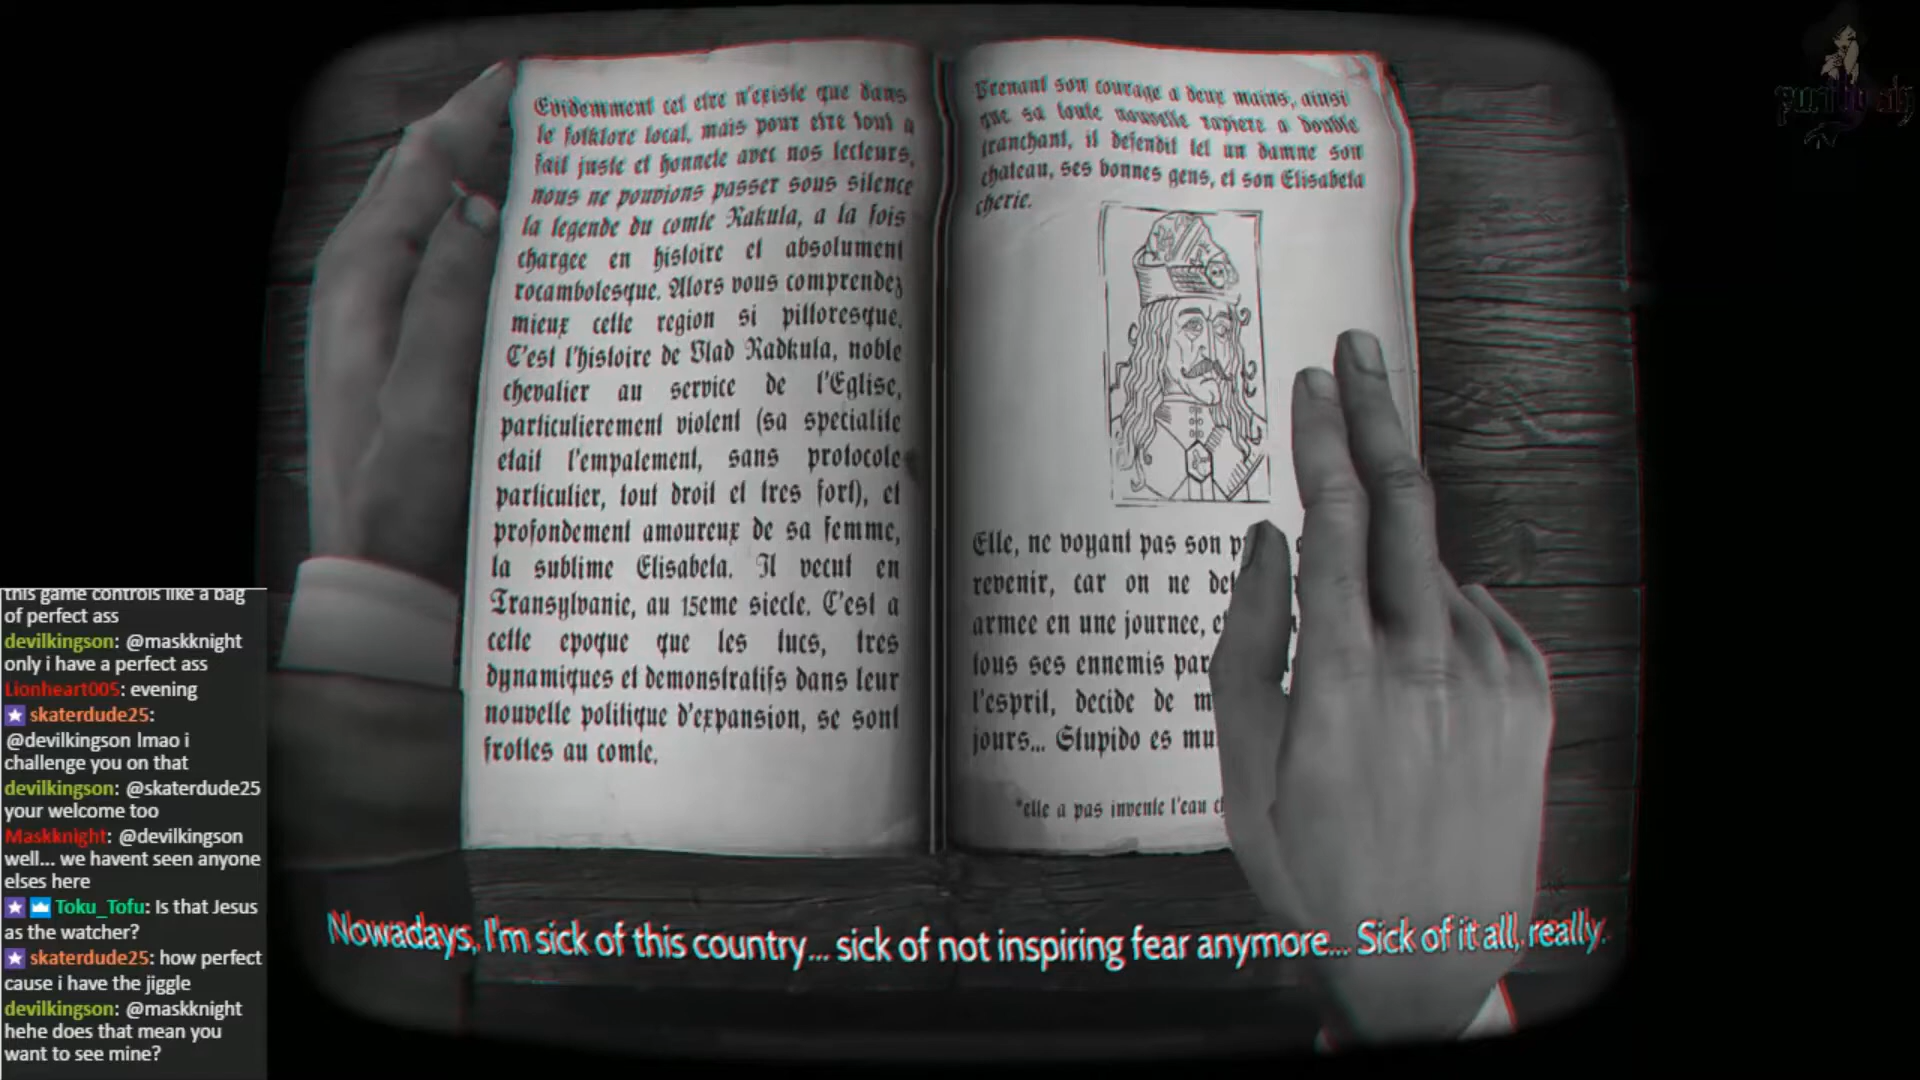 Evidemment cet etre n'existe que dans
le folklore local, mais pour etre tout a
fait juste et honnete avec nos lecteurs,
nous ne pouvions passer sous silence
la legende du comte Rakula, a la fois
chargee en histoire et absolument
rocambolesque. Alors vous comprendez
mieux cette region si pittoresque.
C'est l'histoire de Vlad Radkula, noble
chevalier au service de l'Eglise,
particulierement violent (sa specialite
etait l'empalement, sans protocole
particulier, tout droit et tres fort), et
profondement amoureux de sa femme,
la sublime Elisabeta. Il vecut en
Transylvanie, au 15eme siecle. C'est a
cette epoque que les tucs, tres
dynamiques et demonstratifs dans leur
nouvelle politique d'expansion, se sont
frottes au comte.
Prenant son courage a deux mains, ainsi
que sa toute nouvelle rapiere a double
tranchant, il defendit tel un damne son
chateau, ses bonnes gens, et son Elisabeta
cherie.
Elle, ne voyant pas son
revenir, car on ne
armee en une journee,
tous ses ennemis par
l'esprit, decide de
jours... Stupido es
*elle a pas invente l'eau
Nowadays, I'm sick of this country... sick of not inspiring fear anymore... Sick of it all, really.
this game controls like a bag
of perfect ass
devilkingson: @maskknight
only i have a perfect ass
Lionheart005: evening
skaterdude25:
@devilkingson lmao i
challenge you on that
devilkingson: @skaterdude25
your welcome too
Maskknight: @devilkingson
well... we havent seen anyone
elses here
Toku_Tofu: Is that Jesus
as the watcher?
skaterdude25: how perfect
cause i have the jiggle
devilkingson: @maskknight
hehe does that mean you
want to see mine?